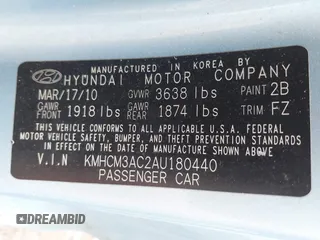 MANUFACTURED IN KOREA BY
HYUNDAI MOTOR COMPANY
MAR/17/10 GVWR 3638 lbs PAINT 2B
GAWR FRONT 1918 lbs GAWR REAR 1874 lbs TRIM FZ
THIS VEHICLE CONFORMS TO ALL APPLICABLE U.S.A. FEDERAL
MOTOR VEHICLE SAFETY, BUMPER, AND THEFT PREVENTION STANDARDS
IN EFFECT ON THE DATE OF MANUFACTURE SHOWN ABOVE.
V.I.N KMHCM3AC2AU180440
PASSENGER CAR
DREAMBID